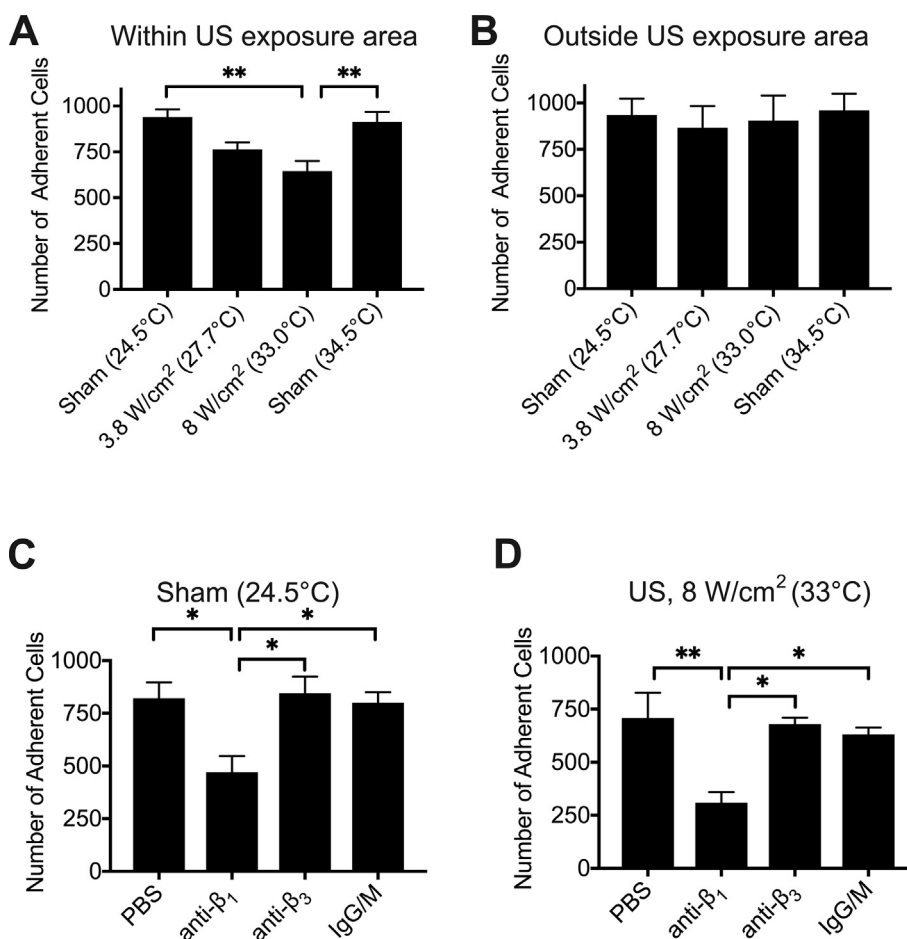 A Within US exposure area
** **
Number of Adherent Cells
1000
750
500
250
0
Sham (24.5°C)
3.8 W/cm² (27.7°C)
8 W/cm² (33.0°C)
Sham (34.5°C)
B Outside US exposure area
Number of Adherent Cells
1000
750
500
250
0
Sham (24.5°C)
3.8 W/cm² (27.7°C)
8 W/cm² (33.0°C)
Sham (34.5°C)
C
Sham (24.5°C)
* *
*
Number of Adherent Cells
1000
750
500
250
0
PBS
anti-β₁
anti-β₃
IgG/M
D
US, 8 W/cm² (33°C)
** *
*
Number of Adherent Cells
1000
750
500
250
0
PBS
anti-β₁
anti-β₃
IgG/M